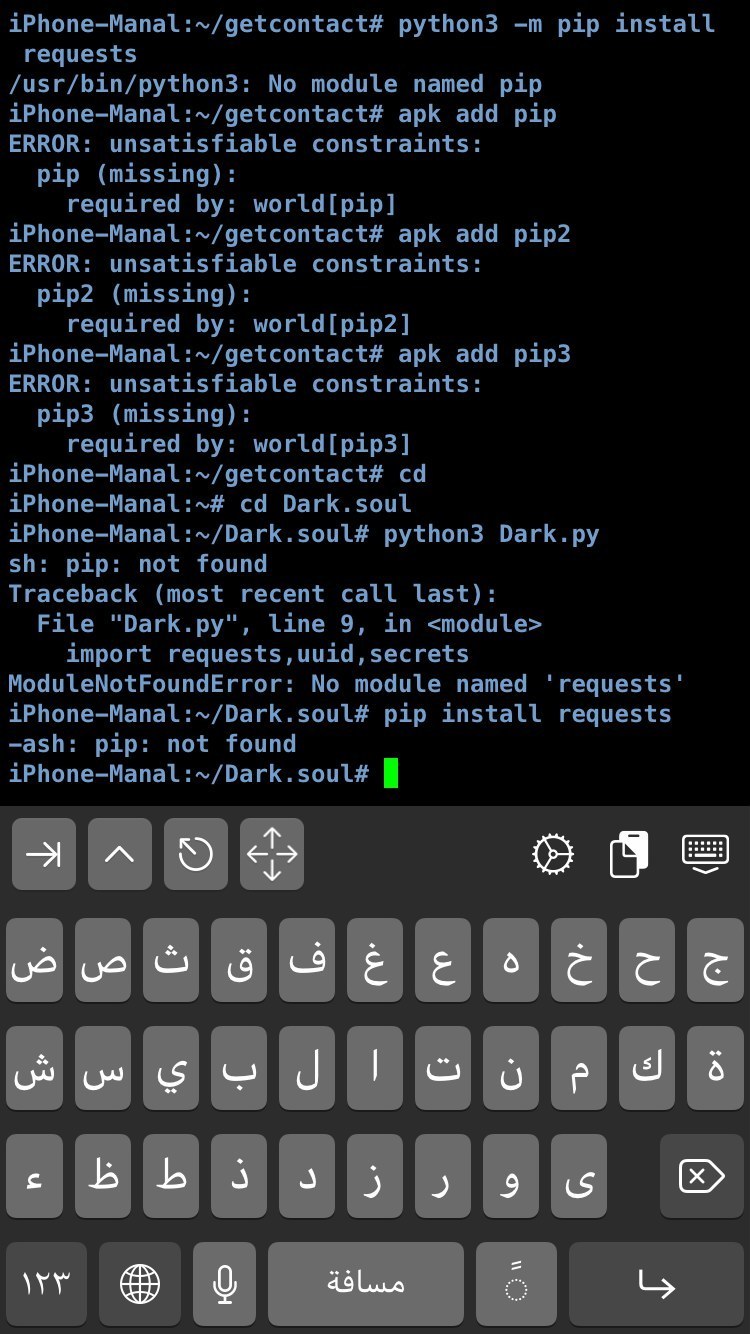 iPhone-Manal:~/getcontact# python3 -m pip install
requests
/usr/bin/python3: No module named pip
iPhone-Manal:~/getcontact# apk add pip
ERROR: unsatisfiable constraints:
pip (missing):
required by: world[pip]
iPhone-Manal:~/getcontact# apk add pip2
ERROR: unsatisfiable constraints:
pip2 (missing):
required by: world[pip2]
iPhone-Manal:~/getcontact# apk add pip3
ERROR: unsatisfiable constraints:
pip3 (missing):
required by: world[pip3]
iPhone-Manal:~/getcontact# cd
iPhone-Manal:~# cd Dark.soul
iPhone-Manal:~/Dark.soul# python3 Dark.py
sh: pip: not found
Traceback (most recent call last):
File "Dark.py", line 9, in <module>
import requests,uuid,secrets
ModuleNotFoundError: No module named 'requests'
iPhone-Manal:~/Dark.soul# pip install requests
-ash: pip: not found
iPhone-Manal:~/Dark.soul#
ج ح خ ه ع غ ف ق ث ص ض
ة ك م ن ت ا ل ب ي س ش
ى و ر ز د ذ ط ظ ء
١٢٣ مسافة